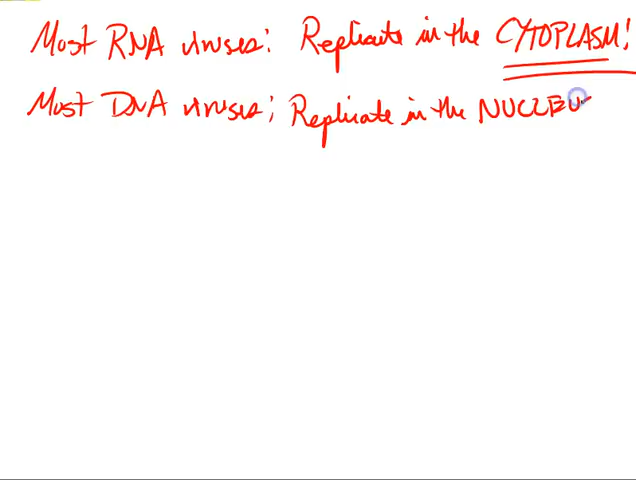 Most RNA viruses: Replicate in the CYTOPLASM!
Most DNA viruses: Replicate in the NUCLEU